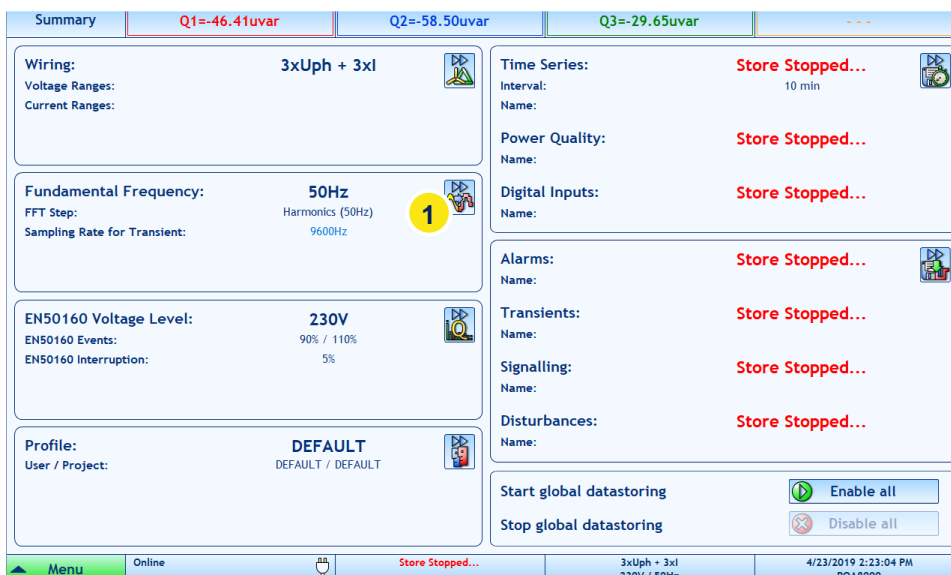 Summary Q1=-46.41uvar Q2=-58.50uvar Q3=-29.65uvar - - -
Wiring: 3xUph + 3xI
Voltage Ranges:
Current Ranges:
Fundamental Frequency: 50Hz
FFT Step: Harmonics (50Hz)
Sampling Rate for Transient: 9600Hz
1
EN50160 Voltage Level: 230V
EN50160 Events: 90% / 110%
EN50160 Interruption: 5%
Profile: DEFAULT
User / Project: DEFAULT / DEFAULT
Time Series: Store Stopped...
Interval: 10 min
Name:
Power Quality: Store Stopped...
Name:
Digital Inputs: Store Stopped...
Name:
Alarms: Store Stopped...
Name:
Transients: Store Stopped...
Name:
Signalling: Store Stopped...
Name:
Disturbances: Store Stopped...
Name:
Start global datastoring Enable all
Stop global datastoring Disable all
Menu Online Store Stopped... 3xUph + 3xI 4/23/2019 2:23:04 PM
230V / 50Hz PQA8000